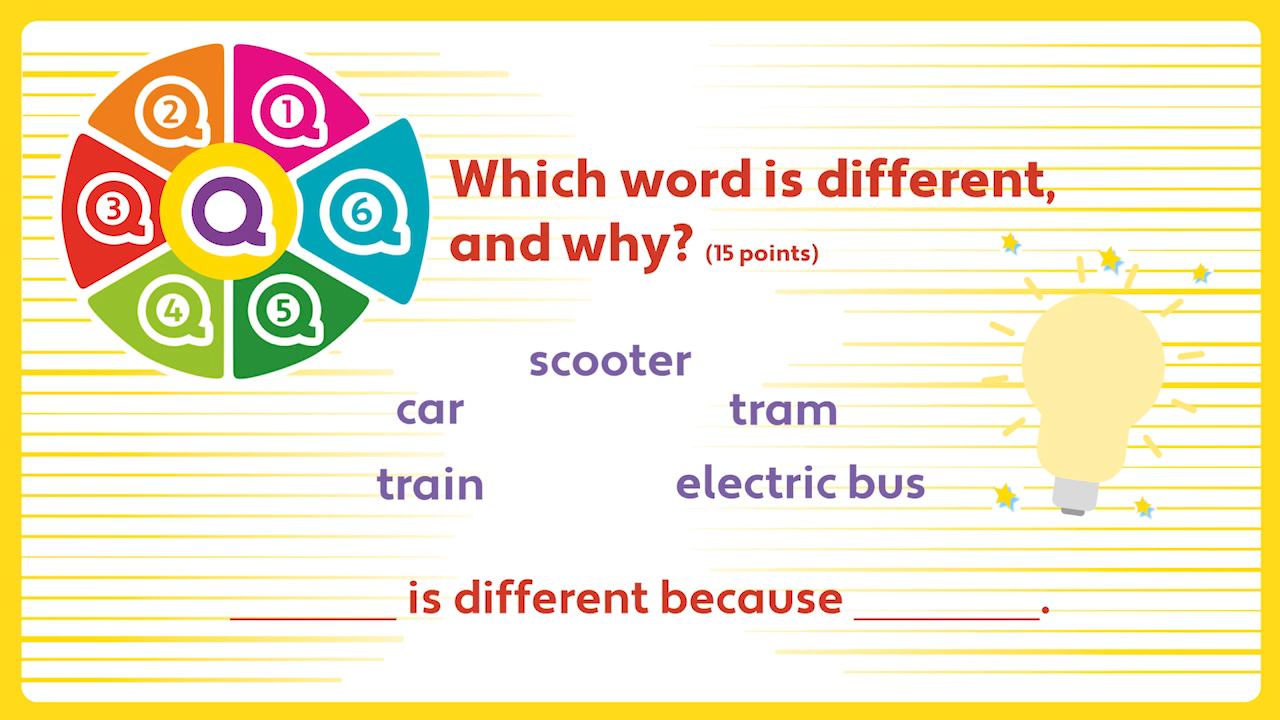 2
1
3
Q
6
4
5
Which word is different,
and why? (15 points)
scooter
car
tram
train
electric bus
________ is different because _________.